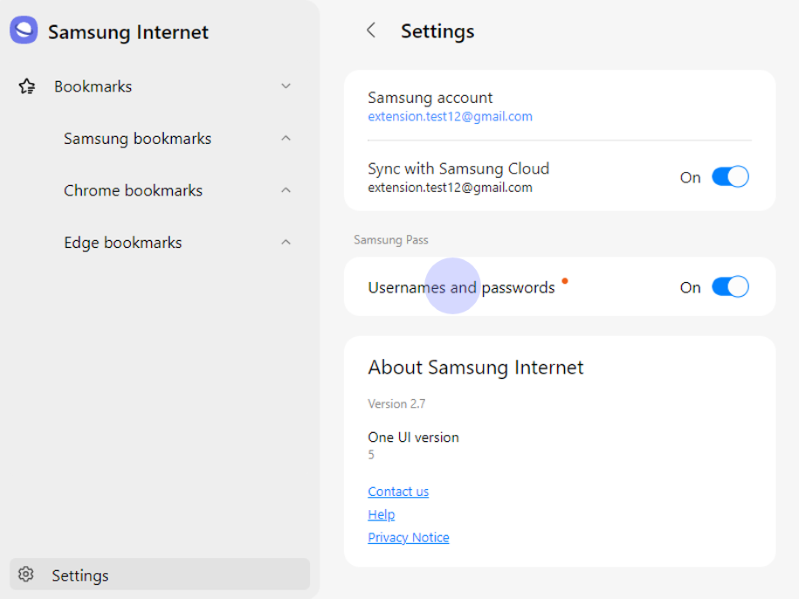 Samsung Internet
Bookmarks
Samsung bookmarks
Chrome bookmarks
Edge bookmarks
Settings
Settings
Samsung account
extension.test12@gmail.com
Sync with Samsung Cloud
extension.test12@gmail.com
On
Samsung Pass
Usernames and passwords
On
About Samsung Internet
Version 2.7
One UI version
5
Contact us
Help
Privacy Notice